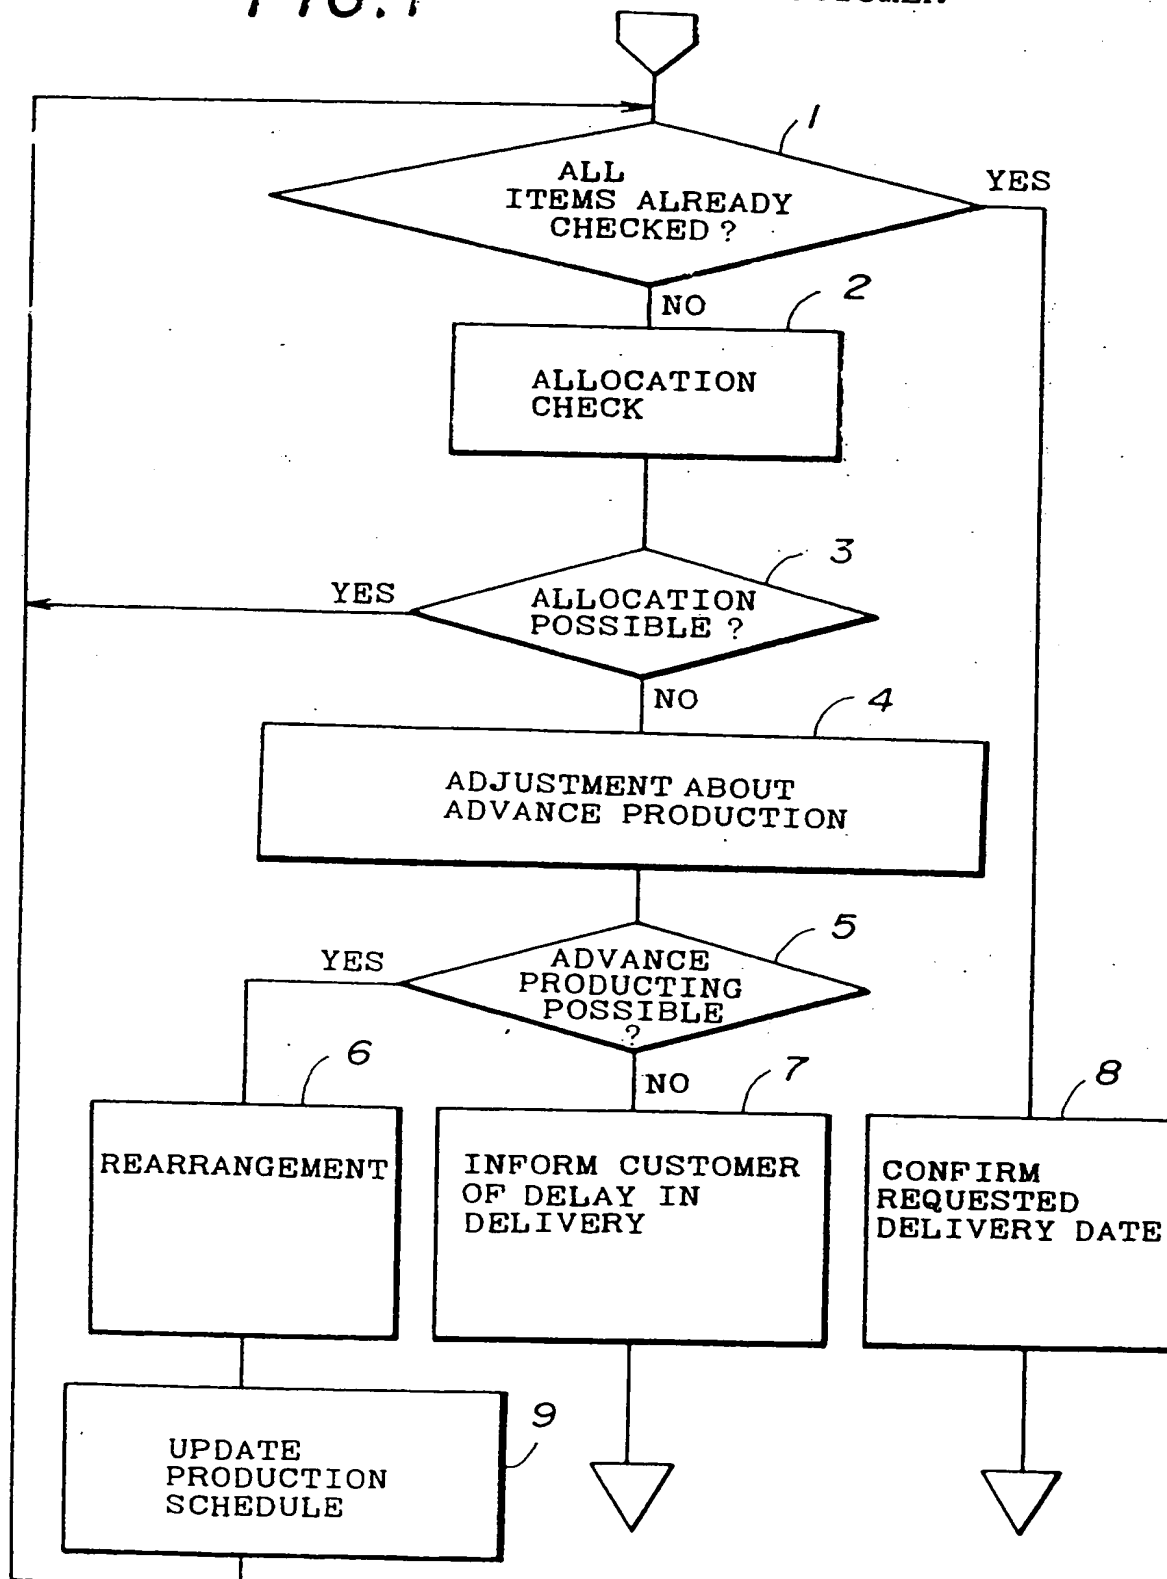 FIG.1
1
ALL
ITEMS ALREADY
CHECKED ?
YES
NO
2
ALLOCATION
CHECK
3
YES
ALLOCATION
POSSIBLE ?
NO
4
ADJUSTMENT ABOUT
ADVANCE PRODUCTION
5
YES
ADVANCE
PRODUCTING
POSSIBLE
?
NO
6
7
8
REARRANGEMENT
INFORM CUSTOMER
OF DELAY IN
DELIVERY
CONFIRM
REQUESTED
DELIVERY DATE
9
UPDATE
PRODUCTION
SCHEDULE